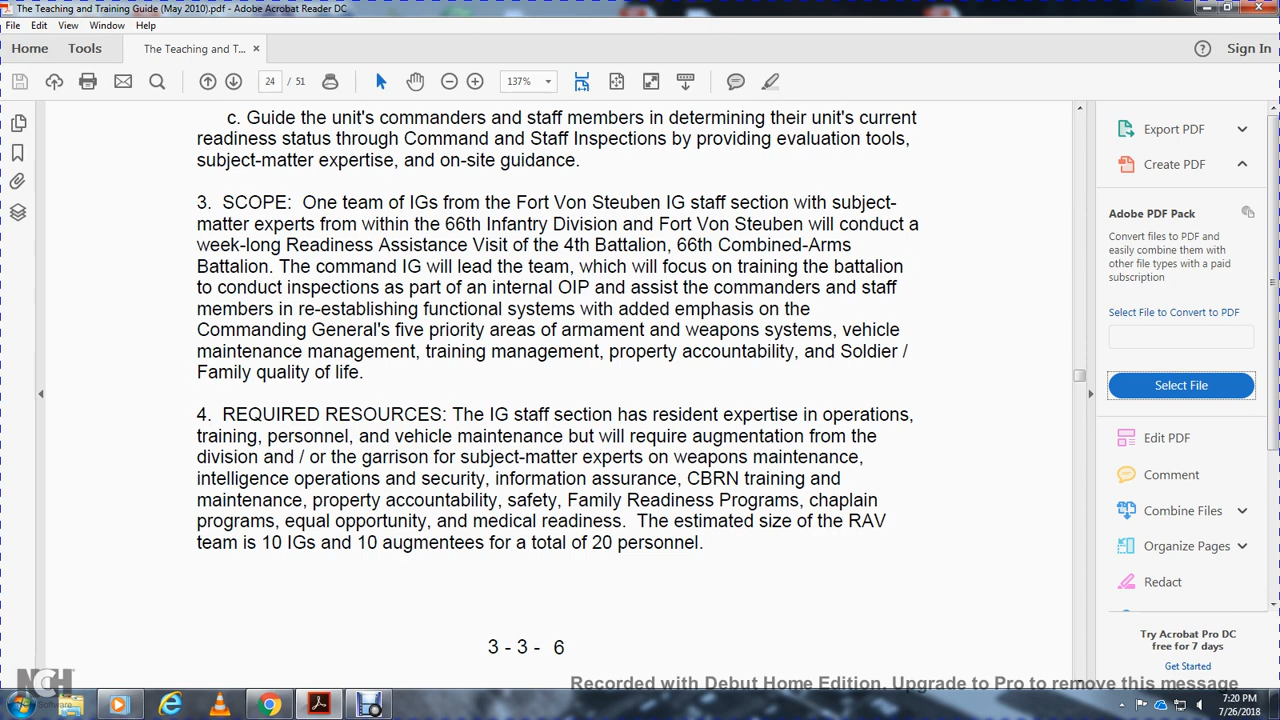 The Teaching and Training Guide (May 2010).pdf - Adobe Acrobat Reader DC
File Edit View Window Help
Home Tools The Teaching and T... × Sign In
24 / 51 137%
c. Guide the unit's commanders and staff members in determining their unit's current
readiness status through Command and Staff Inspections by providing evaluation tools,
subject-matter expertise, and on-site guidance.
3. SCOPE: One team of IGs from the Fort Von Steuben IG staff section with subject-
matter experts from within the 66th Infantry Division and Fort Von Steuben will conduct a
week-long Readiness Assistance Visit of the 4th Battalion, 66th Combined-Arms
Battalion. The command IG will lead the team, which will focus on training the battalion
to conduct inspections as part of an internal OIP and assist the commanders and staff
members in re-establishing functional systems with added emphasis on the
Commanding General's five priority areas of armament and weapons systems, vehicle
maintenance management, training management, property accountability, and Soldier /
Family quality of life.
4. REQUIRED RESOURCES: The IG staff section has resident expertise in operations,
training, personnel, and vehicle maintenance but will require augmentation from the
division and / or the garrison for subject-matter experts on weapons maintenance,
intelligence operations and security, information assurance, CBRN training and
maintenance, property accountability, safety, Family Readiness Programs, chaplain
programs, equal opportunity, and medical readiness. The estimated size of the RAV
team is 10 IGs and 10 augmentees for a total of 20 personnel.
3 - 3 - 6
Export PDF
Create PDF
Adobe PDF Pack
Convert files to PDF and
easily combine them with
other file types with a paid
subscription
Select File to Convert to PDF
Select File
Edit PDF
Comment
Combine Files
Organize Pages
Redact
Try Acrobat Pro DC
free for 7 days
Get Started
NCH
Software
Recorded with Debut Home Edition. Upgrade to Pro to remove this message
7:20 PM
7/26/2018